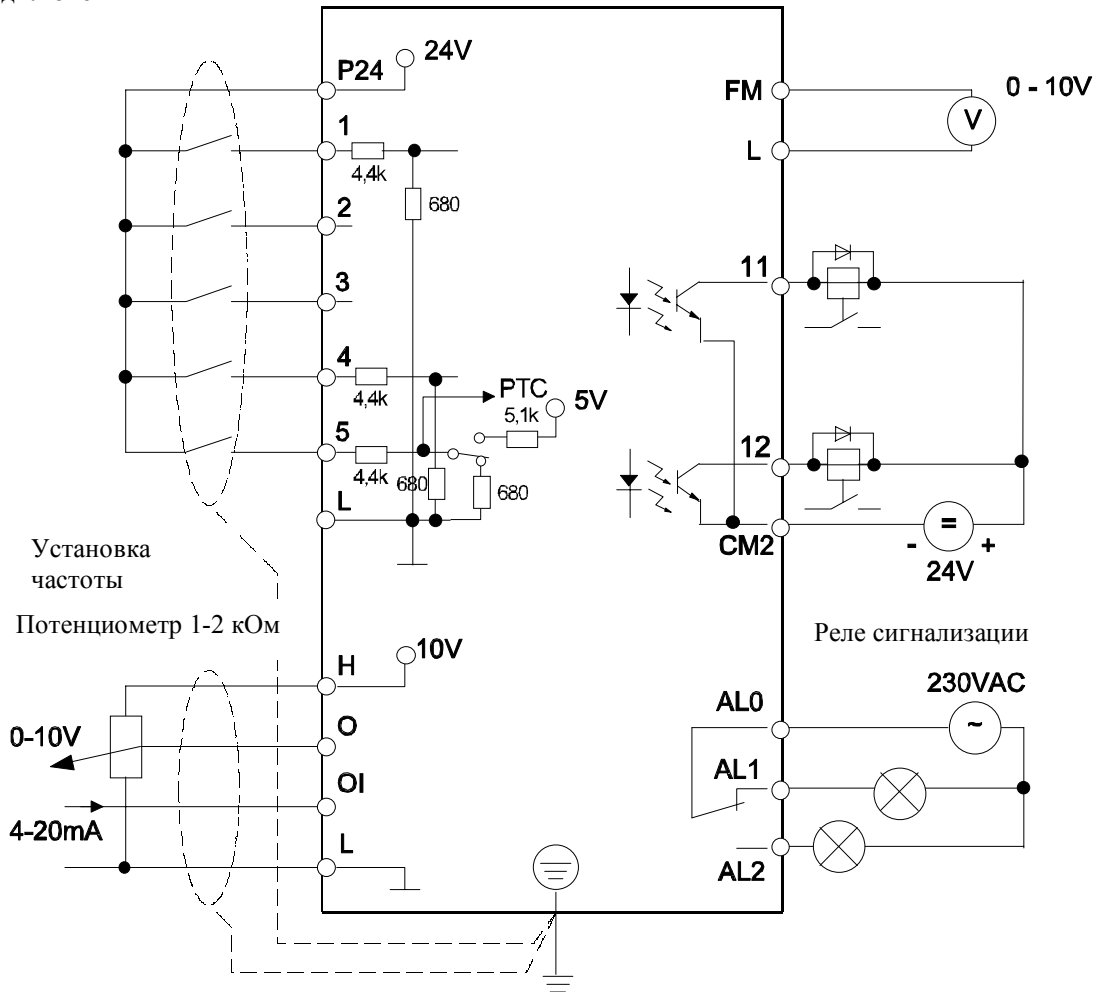 P24
24V
1
4,4k
680
2
3
4
4,4k
PTC
5,1k
5V
5
4,4k
680
680
L
FM
0 - 10V
V
L
11
12
CM2
=
- +
24V
Установка
частоты
Потенциометр 1-2 кОм
H
10V
0-10V
O
OI
4-20mA
L
Реле сигнализации
230VAC
AL0
~
AL1
AL2